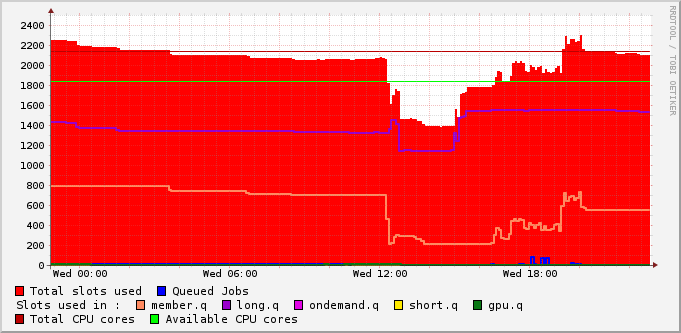 RRDTOOL / TOBI OETIKER
2400
2200
2000
1800
1600
1400
1200
1000
800
600
400
200
0
Wed 00:00 Wed 06:00 Wed 12:00 Wed 18:00
Total slots used Queued Jobs
Slots used in : member.q long.q ondemand.q short.q gpu.q
Total CPU cores Available CPU cores